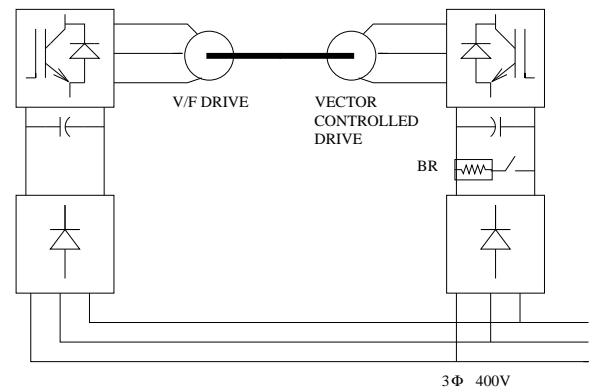 V/F DRIVE
VECTOR
CONTROLLED
DRIVE
BR
3Φ 400V